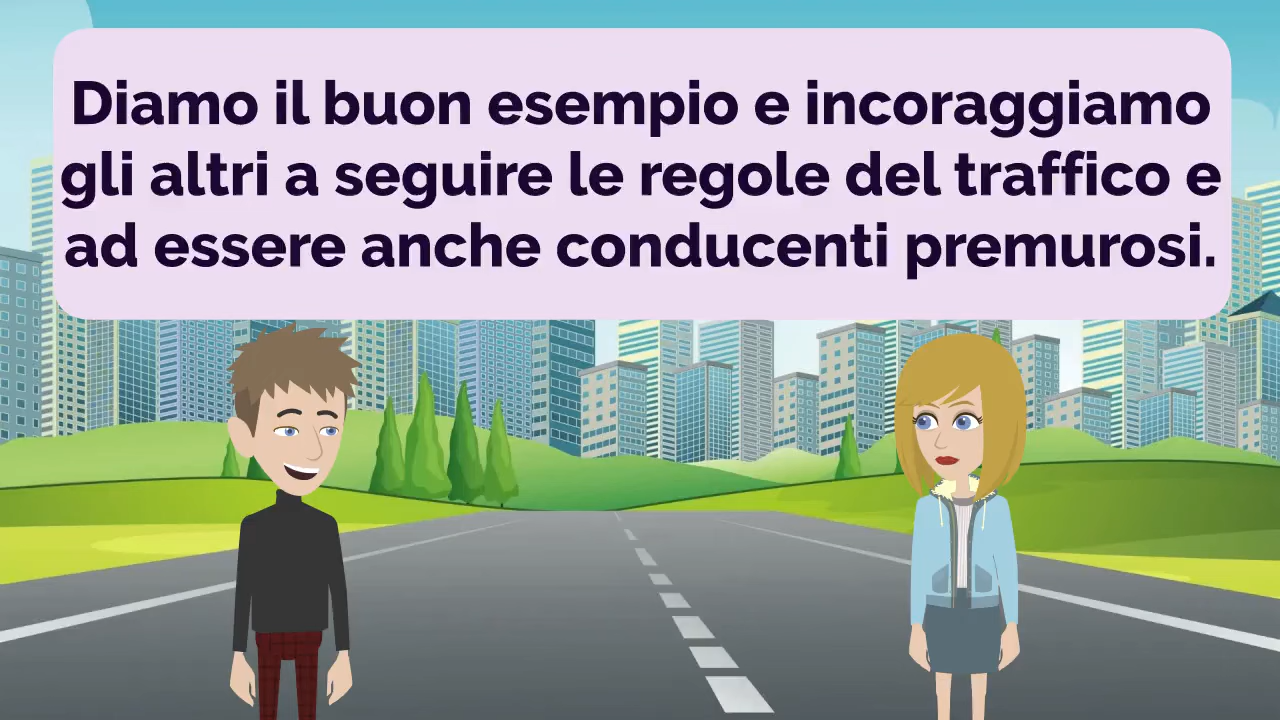 Diamo il buon esempio e incoraggiamo
gli altri a seguire le regole del traffico e
ad essere anche conducenti premurosi.